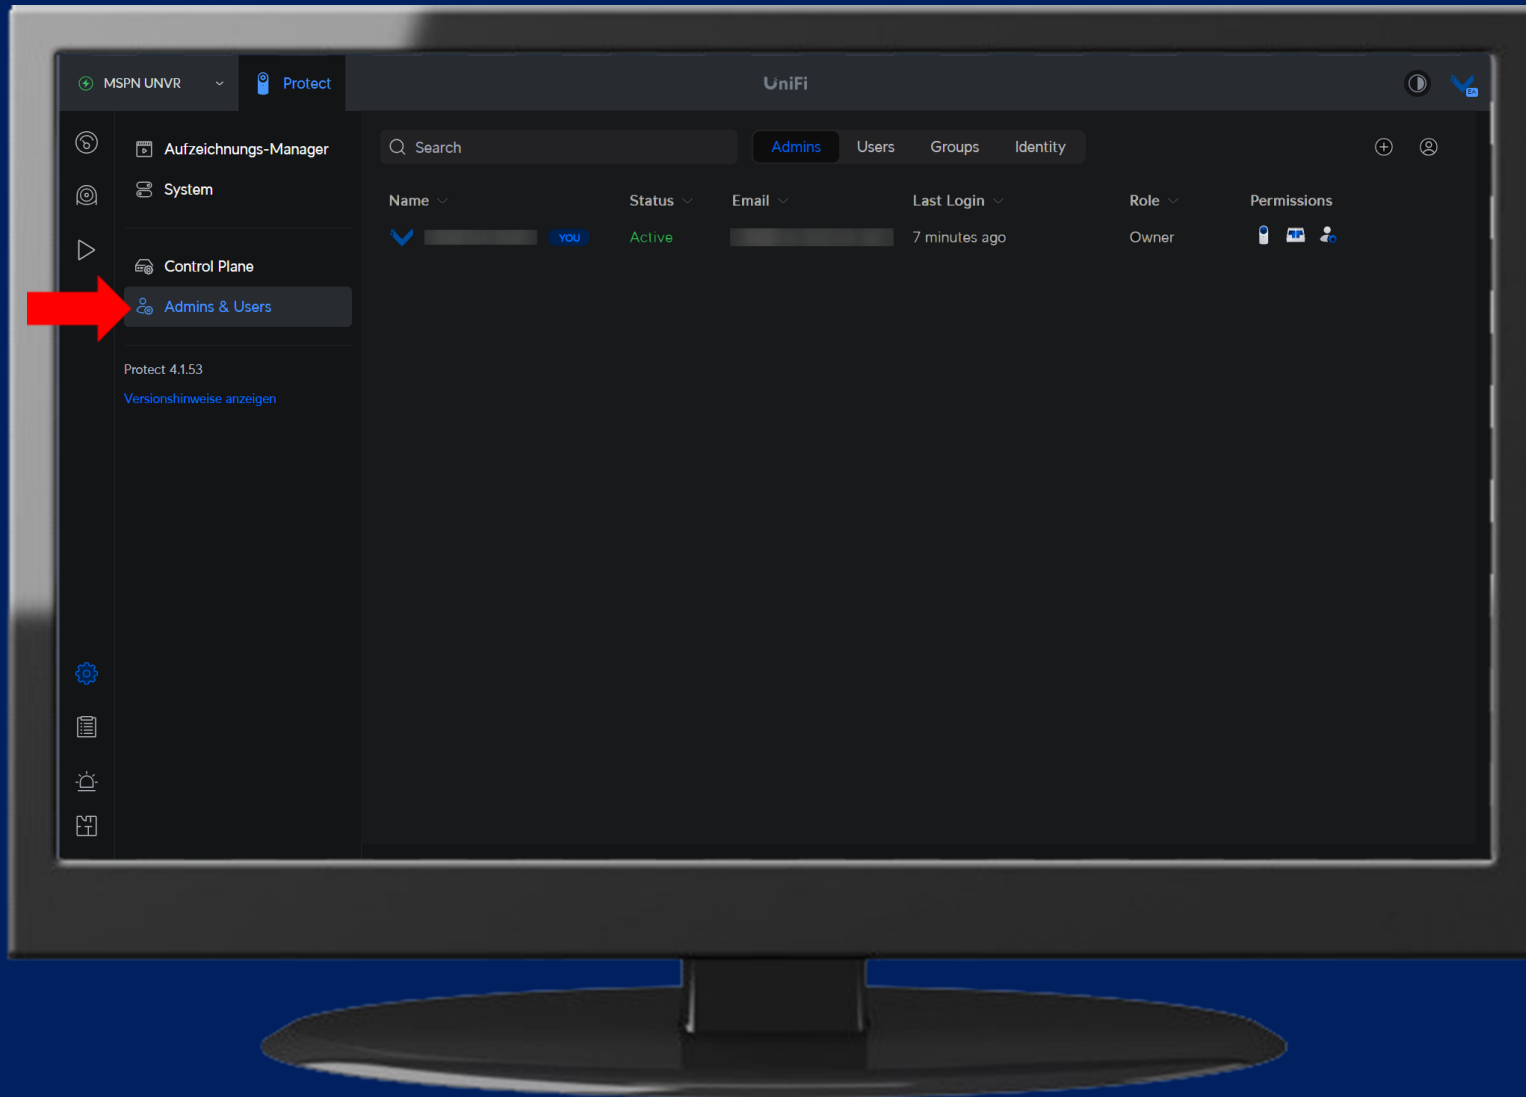 MSPN UNVR
Protect
UniFi
EA
Aufzeichnungs-Manager
System
Control Plane
Admins & Users
Protect 4.1.53
Versionshinweise anzeigen
Search
Admins Users Groups Identity
Name Status Email Last Login Role Permissions
YOU Active 7 minutes ago Owner